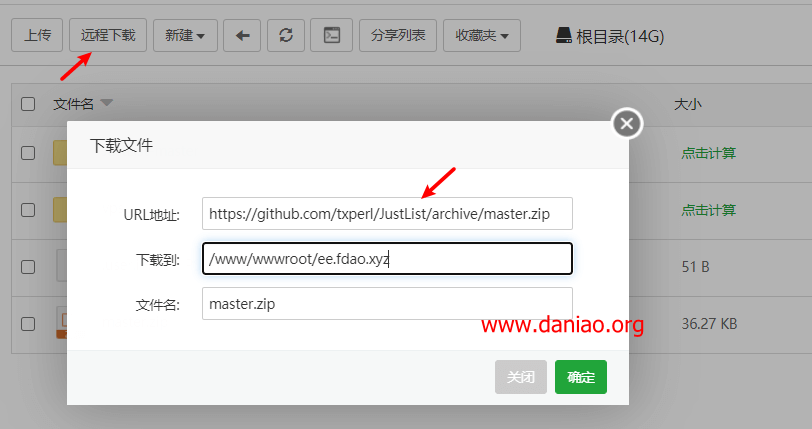 上传 远程下载 新建 分享列表 收藏夹 根目录(14G)
文件名 大小
下载文件
点击计算
URL地址: https://github.com/txperl/JustList/archive/master.zip
点击计算
下载到: /www/wwwroot/ee.fdao.xyz
51 B
文件名: master.zip
www.daniao.org
36.27 KB
关闭 确定